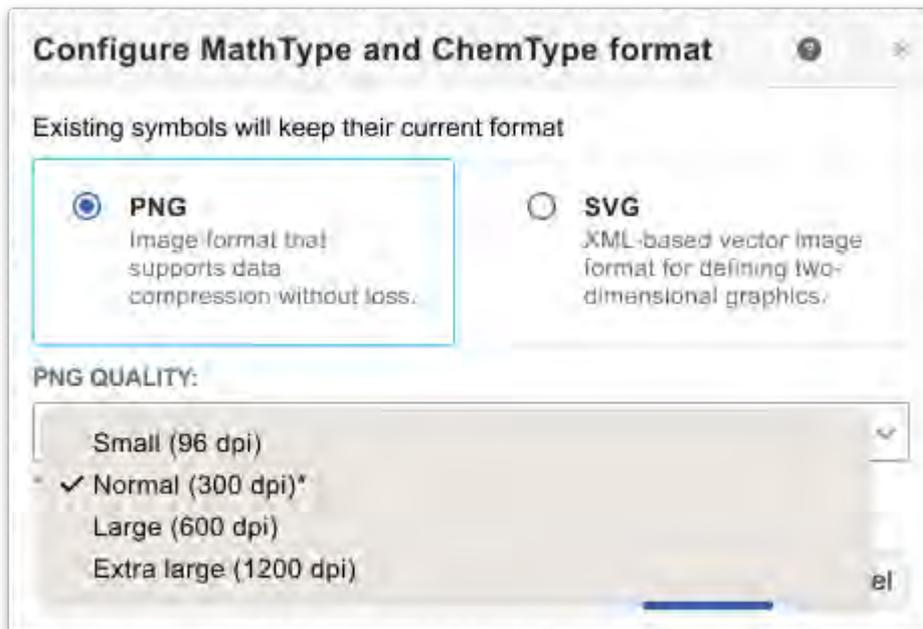 Configure MathType and ChemType format
Existing symbols will keep their current format
PNG
Image format that
supports data
compression without loss.
SVG
XML-based vector image
format for defining two-
dimensional graphics.
PNG QUALITY:
Small (96 dpi)
* ✓ Normal (300 dpi)*
Large (600 dpi)
Extra large (1200 dpi)
el